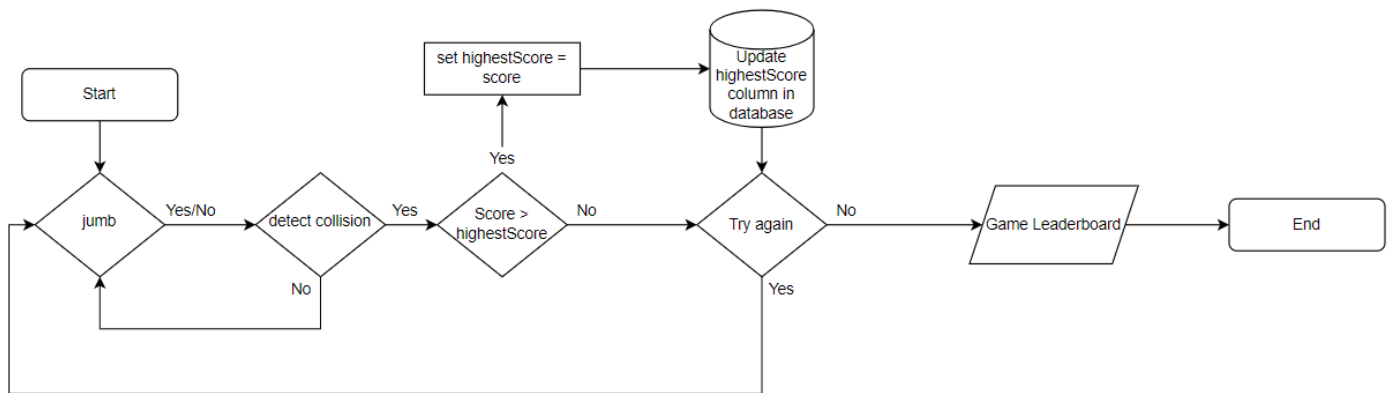 Start
jumb
Yes/No
detect collision
No
Yes
Score >
highestScore
Yes
set highestScore =
score
Update
highestScore
column in
database
No
Try again
Yes
No
Game Leaderboard
End